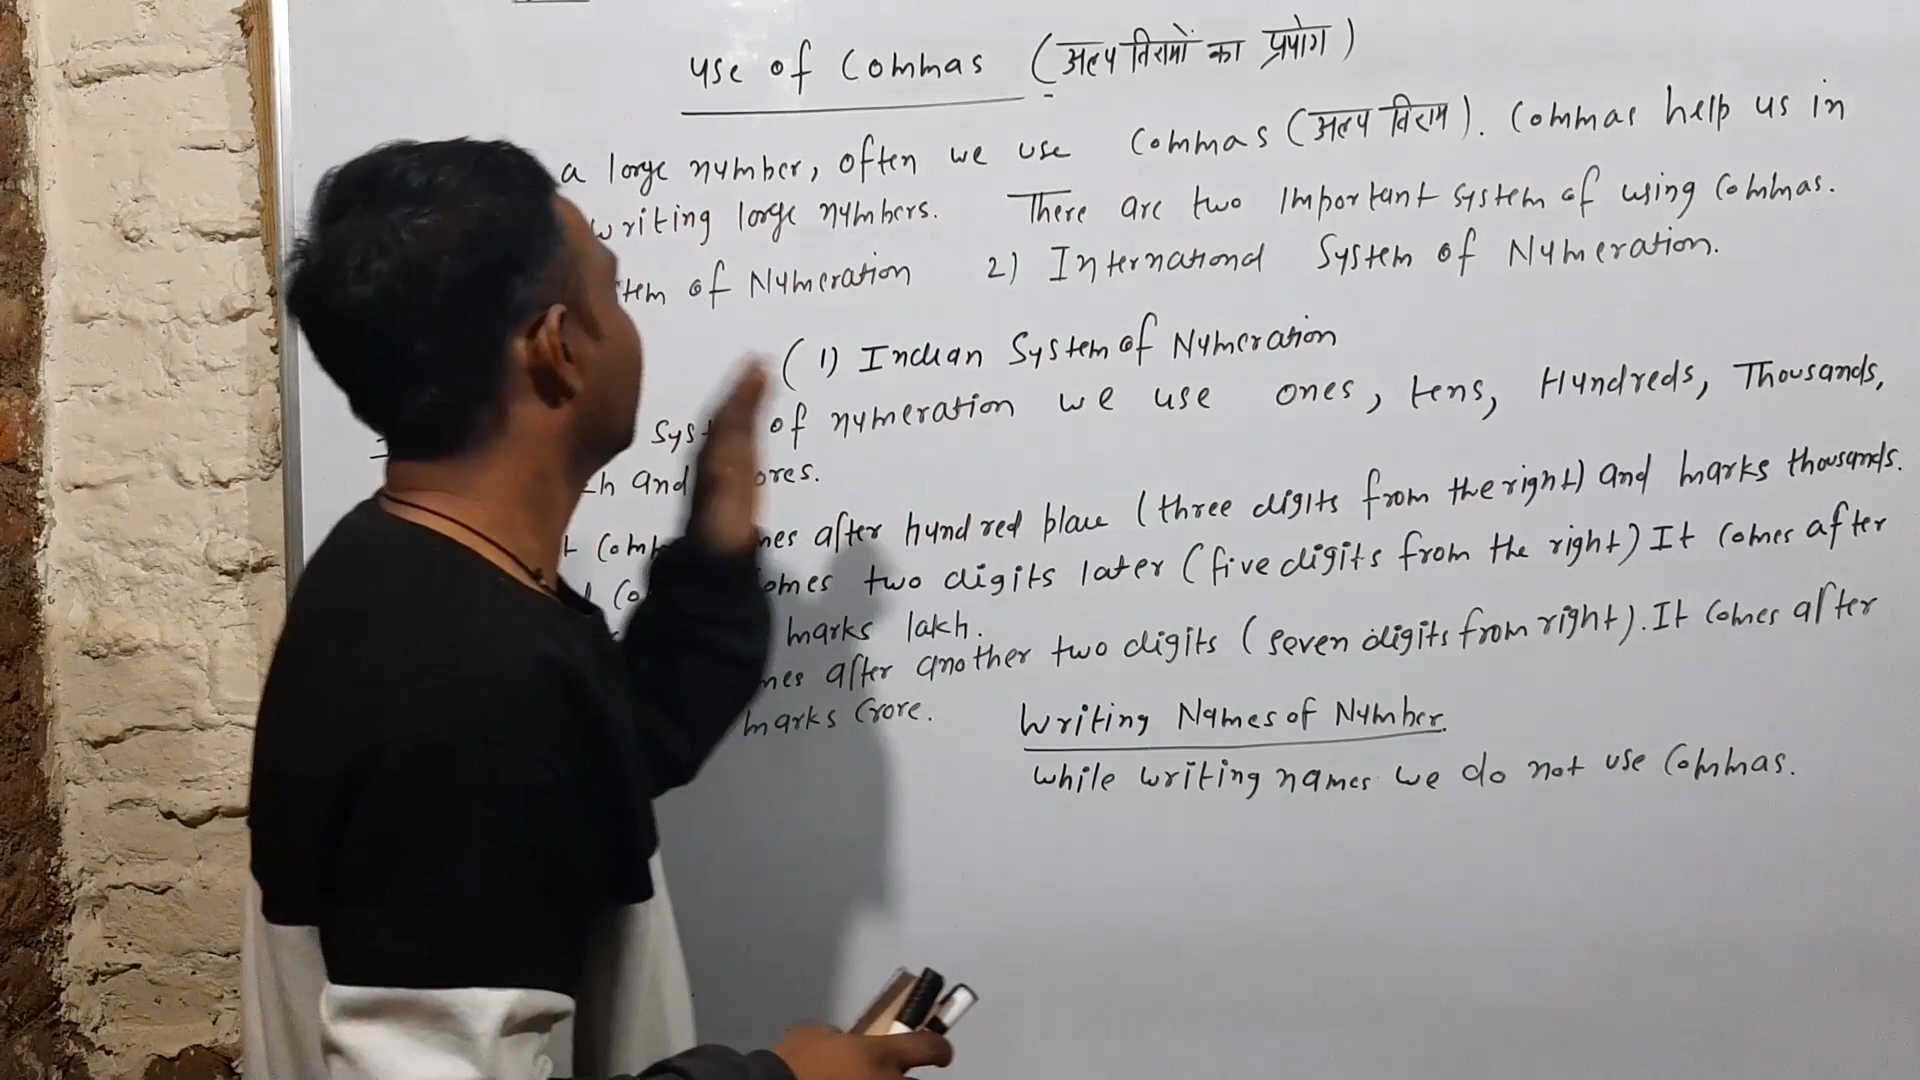 Use of Commas (अल्प विरामों का प्रयोग)
a large number, often we use Commas (अल्प विराम). Commas help us in
writing large numbers. There are two Important system of using Commas.
tem of Numeration 2) International System of Numeration.
(1) Indian System of Numeration
Sys of numeration we use ones, tens, Hundreds, Thousands,
kh and ores.
t Comm mes after hundred place (three digits from the right) and marks thousands.
d Co omes two digits later (five digits from the right) It Comes after
marks lakh.
mes after another two digits (seven digits from right). It Comes after
marks Crore.
Writing Names of Number.
while writing names we do not use Commas.